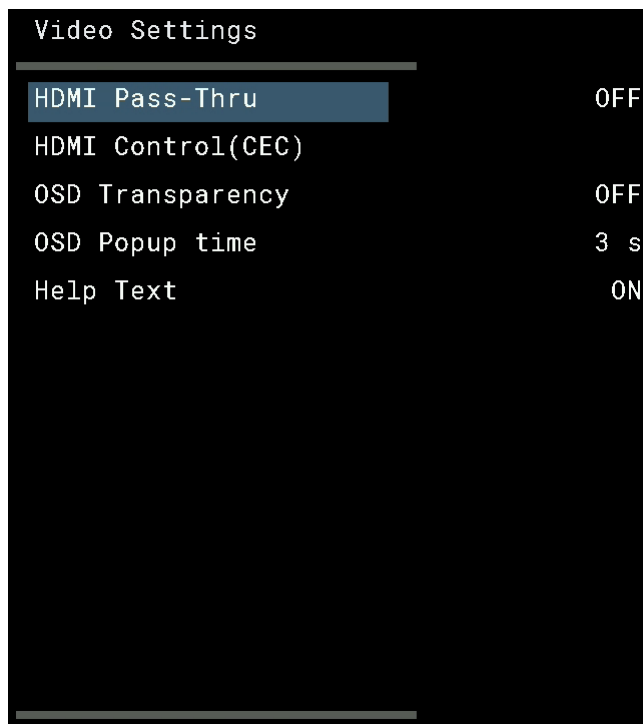 Video Settings
HDMI Pass-Thru OFF
HDMI Control(CEC)
OSD Transparency OFF
OSD Popup time 3 s
Help Text ON